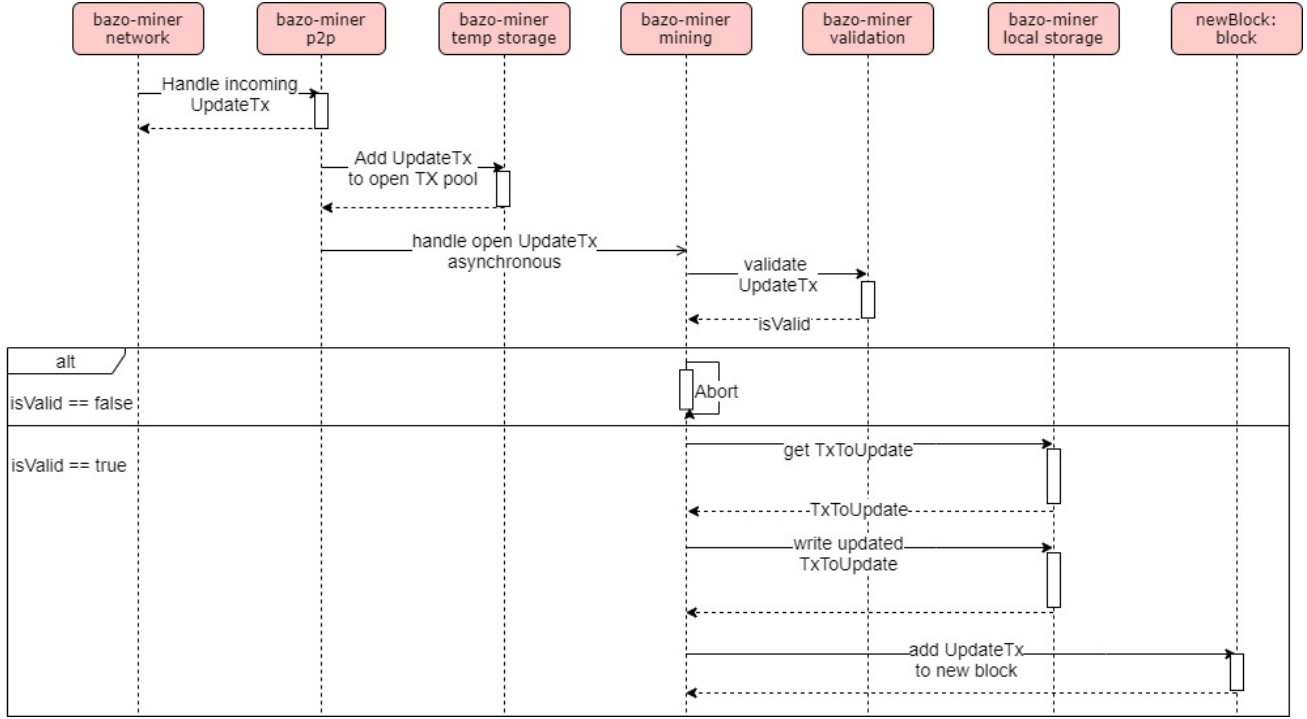 bazo-miner
network
bazo-miner
p2p
bazo-miner
temp storage
bazo-miner
mining
bazo-miner
validation
bazo-miner
local storage
newBlock:
block
Handle incoming
UpdateTx
Add UpdateTx
to open TX pool
handle open UpdateTx
asynchronous
validate
UpdateTx
isValid
alt
Abort
isValid == false
get TxToUpdate
isValid == true
TxToUpdate
write updated
TxToUpdate
add UpdateTx
to new block